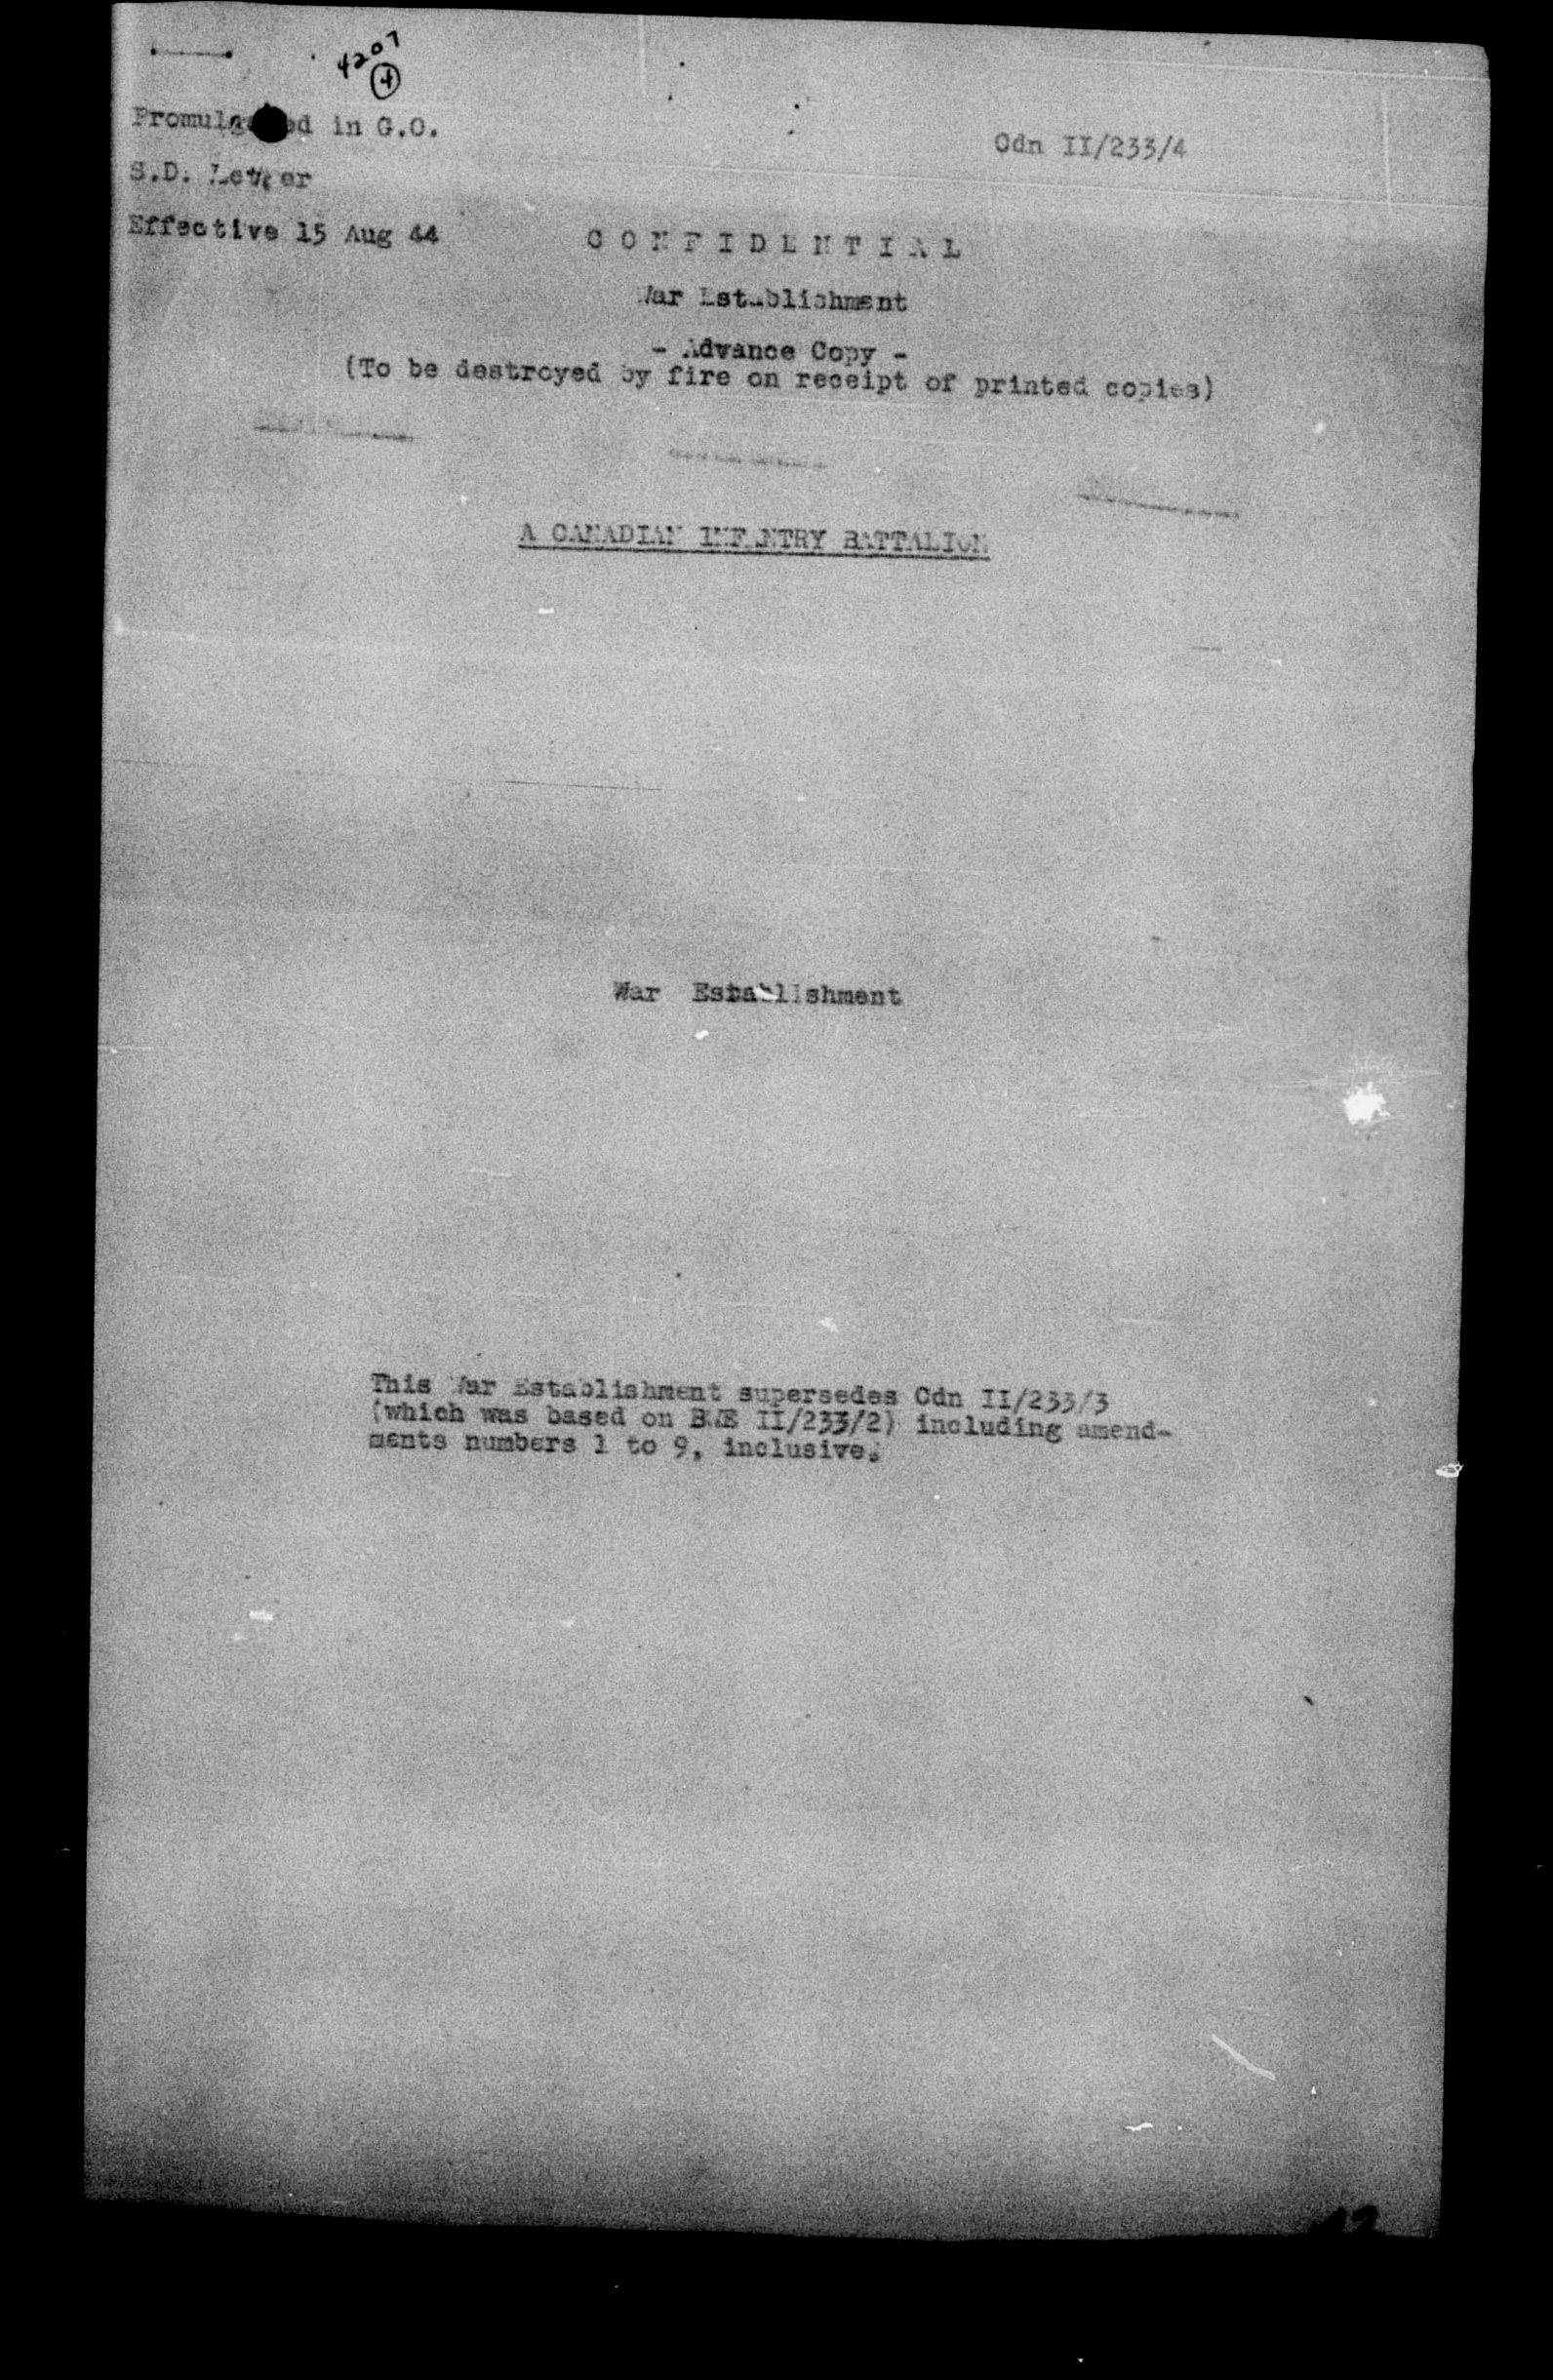 4207
4
Promulgated in G.O.
Cdn II/233/4
S.D. Letter
Effective 15 Aug 44
C O N F I D E N T I A L
War Establishment
- Advance Copy -
(To be destroyed by fire on receipt of printed copies)
A CANADIAN INFANTRY BATTALION
War Establishment
This War Establishment supersedes Cdn II/233/3
(which was based on BWE II/233/2) including amend-
ments numbers 1 to 9, inclusive.